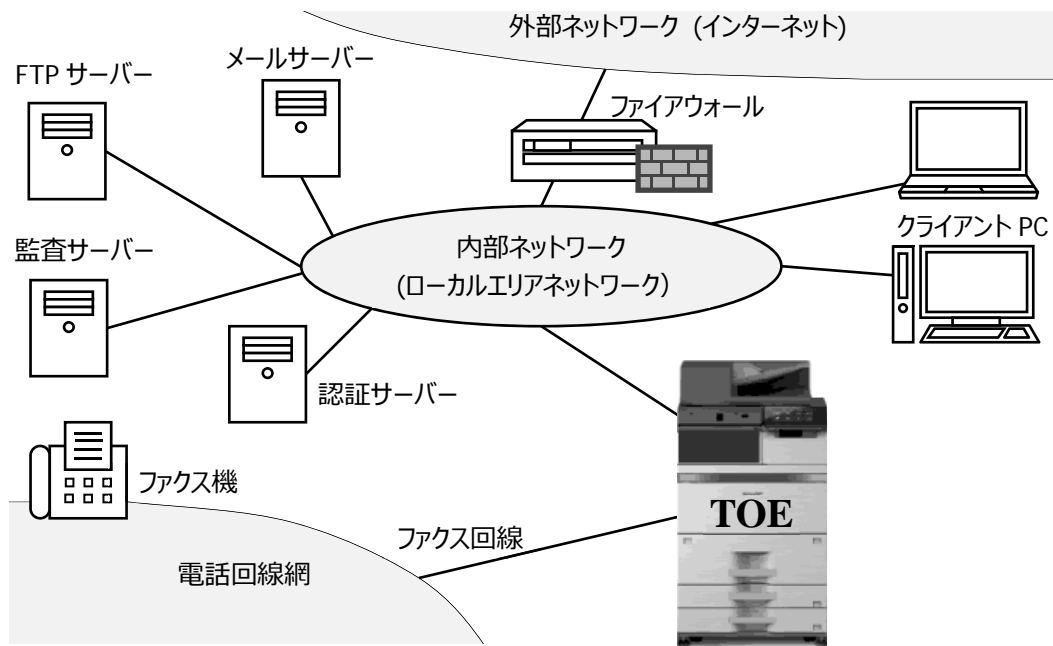 外部ネットワーク (インターネット)
メールサーバー
FTP サーバー
ファイアウォール
クライアント PC
監査サーバー
内部ネットワーク
(ローカルエリアネットワーク)
認証サーバー
ファクス機
TOE
ファクス回線
電話回線網